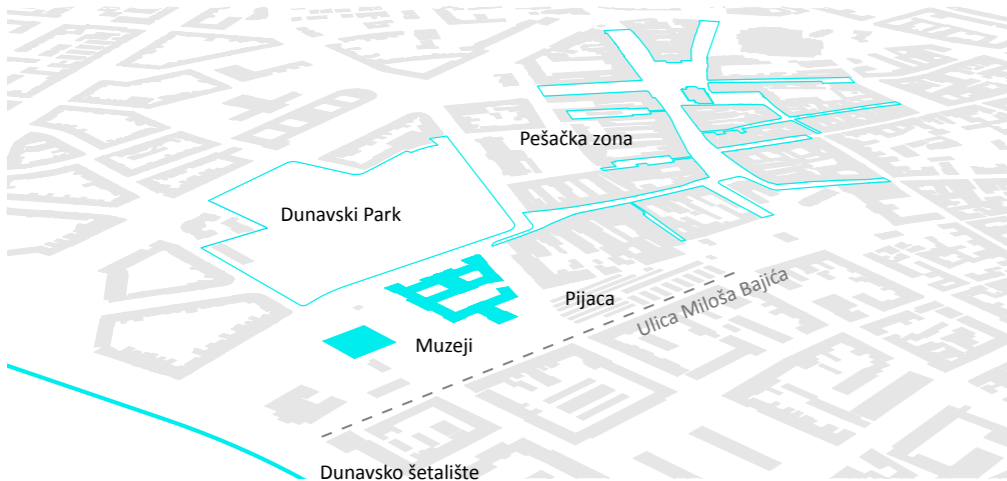 Pešačka zona
Dunavski Park
Pijaca
Ulica Miloša Bajića
Muzeji
Dunavsko šetalište